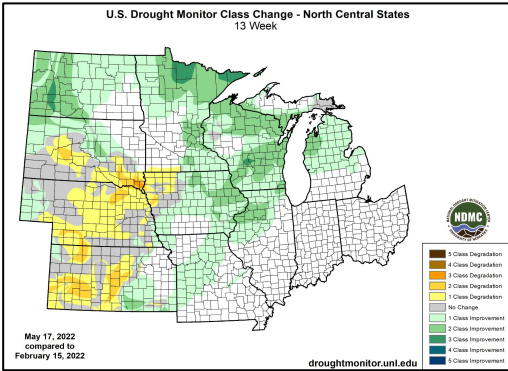 U.S. Drought Monitor Class Change - North Central States
13 Week
NDMC
5 Class Degradation
4 Class Degradation
3 Class Degradation
2 Class Degradation
1 Class Degradation
No Change
1 Class Improvement
2 Class Improvement
3 Class Improvement
4 Class Improvement
5 Class Improvement
May 17, 2022
compared to
February 15, 2022
droughtmonitor.unl.edu